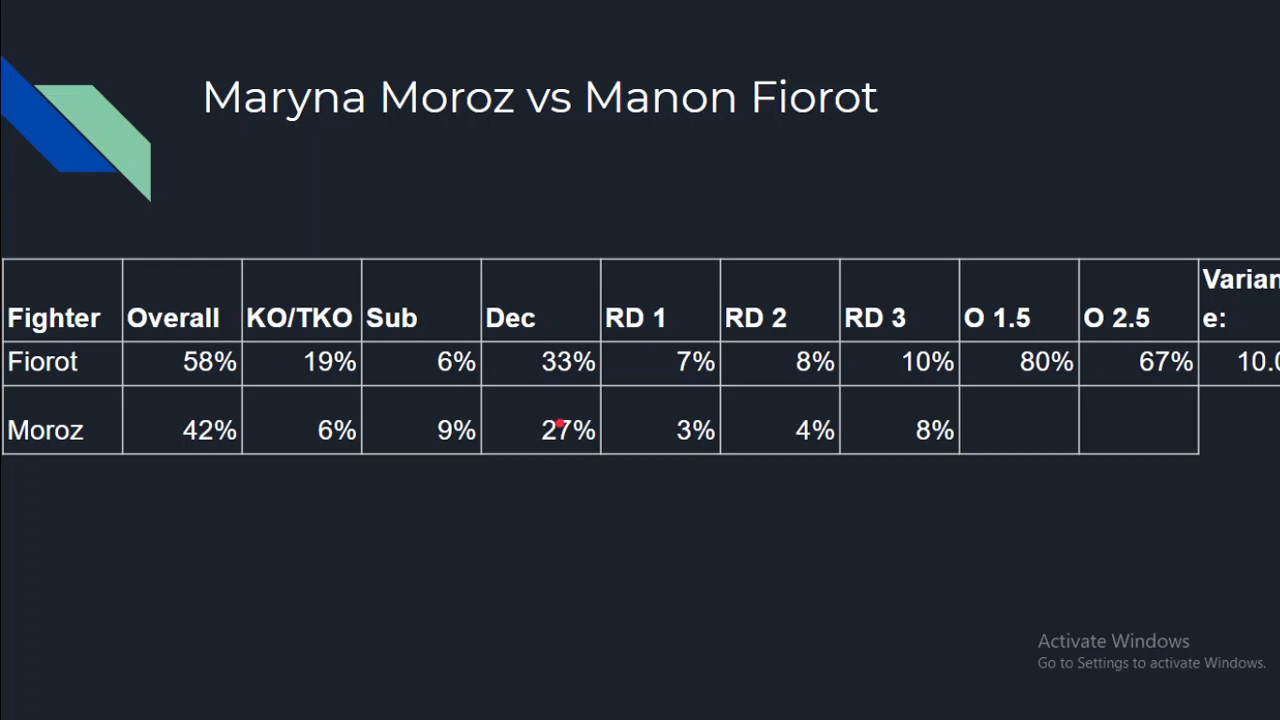 Maryna Moroz vs Manon Fiorot
Varian
Fighter Overall KO/TKO Sub Dec RD 1 RD 2 RD 3 O 1.5 O 2.5 e:
Fiorot 58% 19% 6% 33% 7% 8% 10% 80% 67% 10.0
Moroz 42% 6% 9% 27% 3% 4% 8%
Activate Windows
Go to Settings to activate Windows.